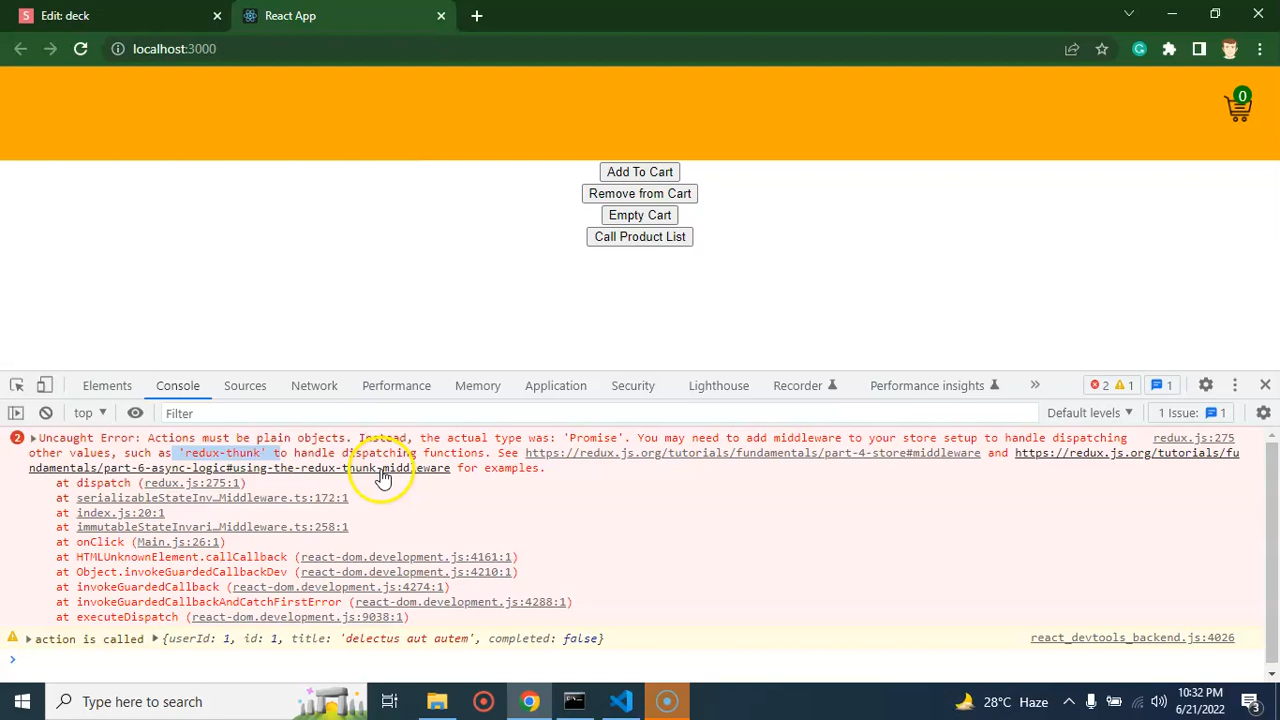 S Edit: deck
React App
localhost:3000
0
Add To Cart
Remove from Cart
Empty Cart
Call Product List
Elements Console Sources Network Performance Memory Application Security Lighthouse Recorder Performance insights » 2 1 1
top Filter Default levels 1 Issue: 1
2 Uncaught Error: Actions must be plain objects. Instead, the actual type was: 'Promise'. You may need to add middleware to your store setup to handle dispatching redux.js:275
other values, such as 'redux-thunk' to handle dispatching functions. See https://redux.js.org/tutorials/fundamentals/part-4-store#middleware and https://redux.js.org/tutorials/fu
ndamentals/part-6-async-logic#using-the-redux-thunk-middleware for examples.
at dispatch (redux.js:275:1)
at serializableStateInv…Middleware.ts:172:1
at index.js:20:1
at immutableStateInvari…Middleware.ts:258:1
at onClick (Main.js:26:1)
at HTMLUnknownElement.callCallback (react-dom.development.js:4161:1)
at Object.invokeGuardedCallbackDev (react-dom.development.js:4210:1)
at invokeGuardedCallback (react-dom.development.js:4274:1)
at invokeGuardedCallbackAndCatchFirstError (react-dom.development.js:4288:1)
at executeDispatch (react-dom.development.js:9038:1)
action is called {userId: 1, id: 1, title: 'delectus aut autem', completed: false} react_devtools_backend.js:4026
Type here to search
28°C Haze
10:32 PM
6/21/2022
3